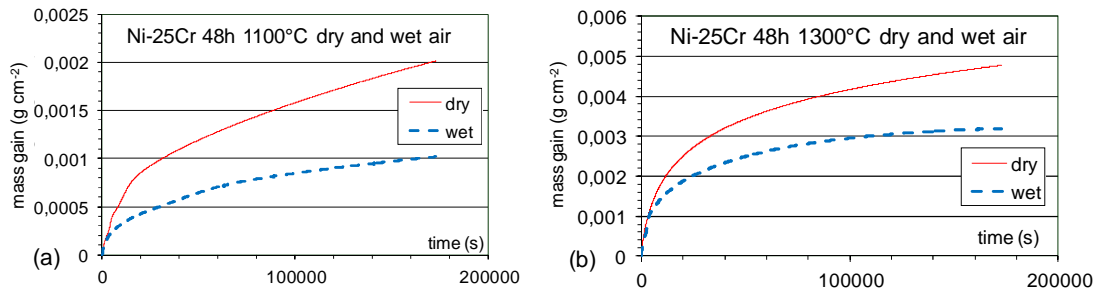 Ni-25Cr 48h 1100°C dry and wet air
mass gain (g cm⁻²)
0,0025
0,002
0,0015
0,001
0,0005
0
dry
wet
time (s)
(a)
0
100000
200000
Ni-25Cr 48h 1300°C dry and wet air
mass gain (g cm⁻²)
0,006
0,005
0,004
0,003
0,002
0,001
0
dry
wet
time (s)
(b)
0
100000
200000